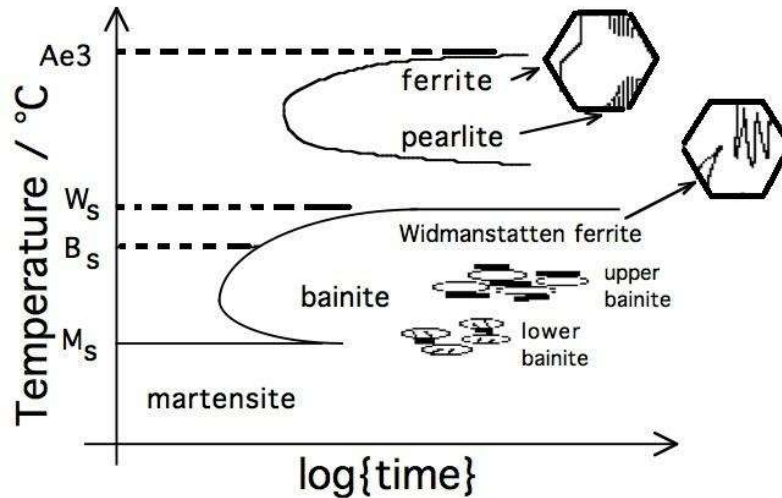 Ae3
ferrite
pearlite
Ws
Widmanstatten ferrite
Bs
upper
bainite
bainite
lower
bainite
Ms
martensite
Temperature / °C
log{time}